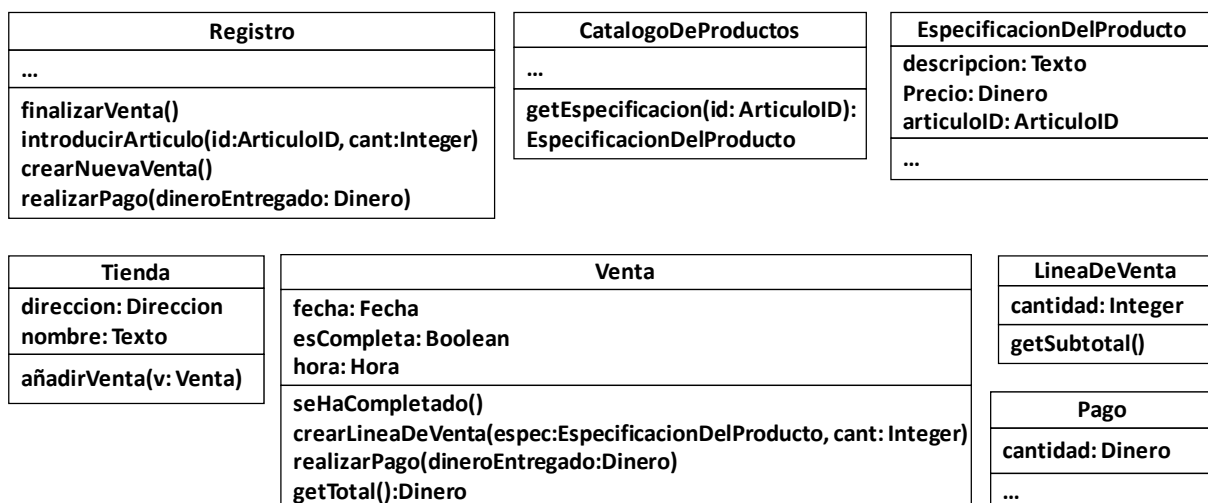 Registro
...
finalizarVenta()
introducirArticulo(id:ArticuloID, cant:Integer)
crearNuevaVenta()
realizarPago(dineroEntregado: Dinero)
CatalogoDeProductos
...
getEspecificacion(id: ArticuloID):
EspecificacionDelProducto
EspecificacionDelProducto
descripcion: Texto
Precio: Dinero
articuloID: ArticuloID
...
Tienda
direccion: Direccion
nombre: Texto
añadirVenta(v: Venta)
Venta
fecha: Fecha
esCompleta: Boolean
hora: Hora
seHaCompletado()
crearLineaDeVenta(espec:EspecificacionDelProducto, cant: Integer)
realizarPago(dineroEntregado:Dinero)
getTotal():Dinero
LineaDeVenta
cantidad: Integer
getSubtotal()
Pago
cantidad: Dinero
...